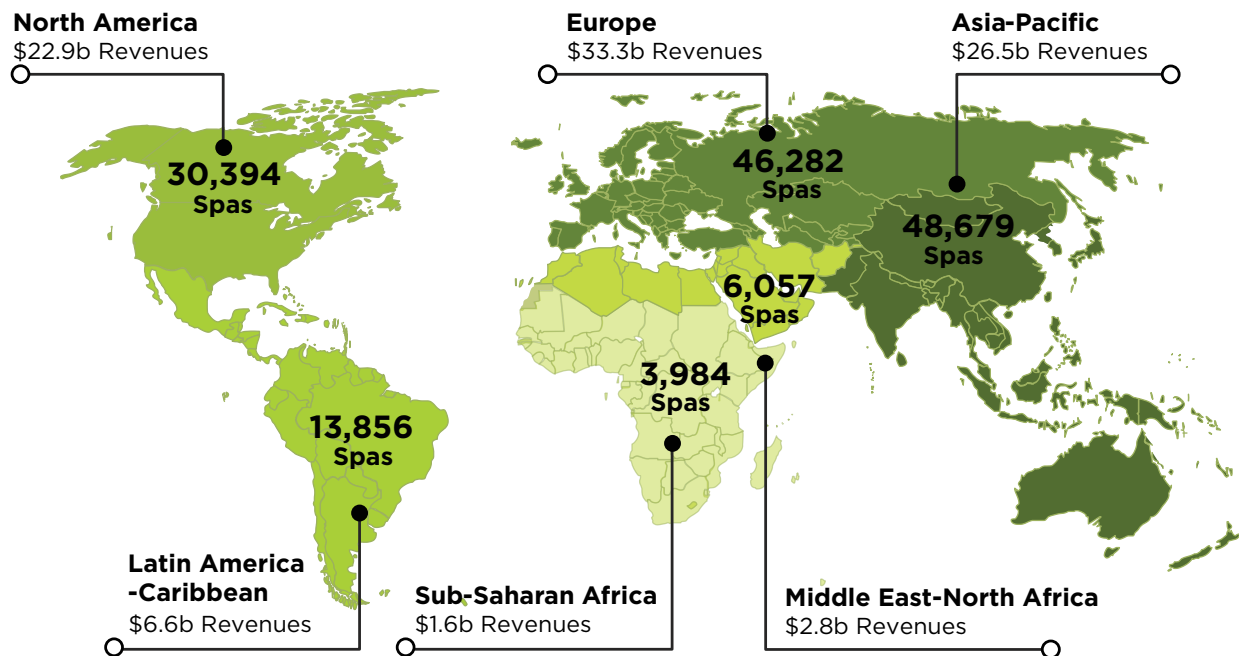 North America
$22.9b Revenues
Europe
$33.3b Revenues
Asia-Pacific
$26.5b Revenues
30,394
Spas
46,282
Spas
48,679
Spas
6,057
Spas
3,984
Spas
13,856
Spas
Latin America
-Caribbean
$6.6b Revenues
Sub-Saharan Africa
$1.6b Revenues
Middle East-North Africa
$2.8b Revenues